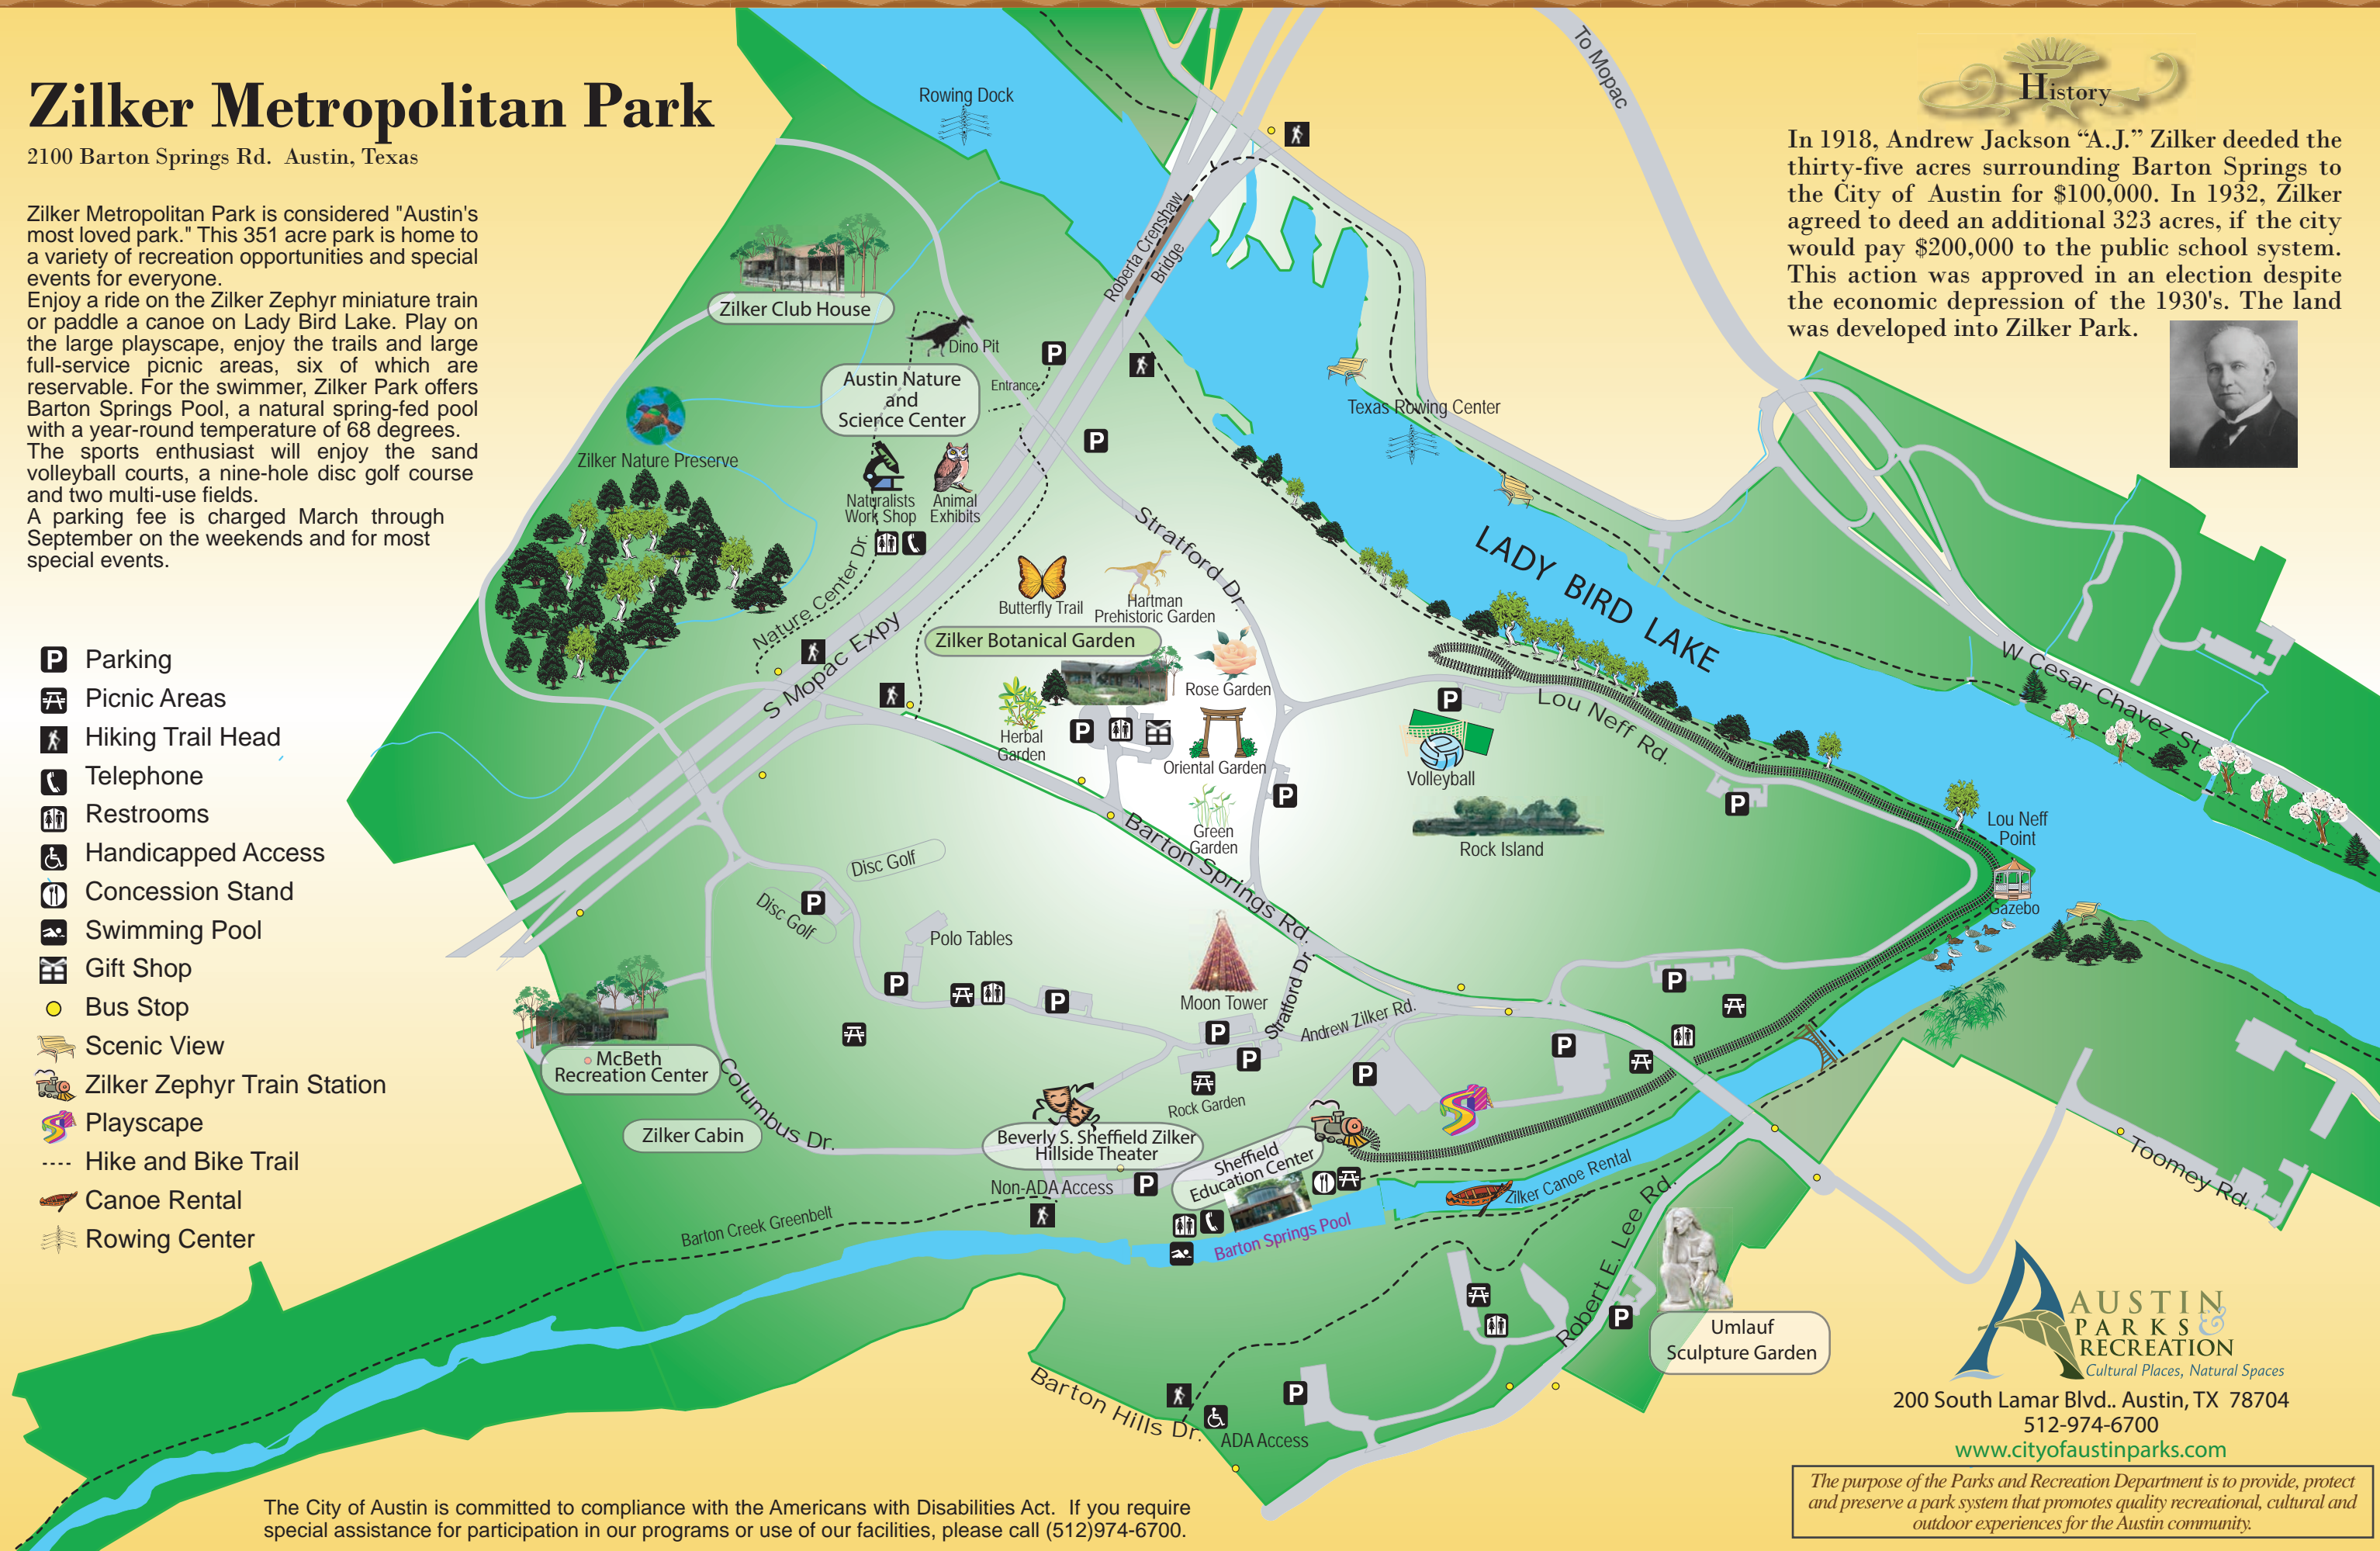 Zilker Metropolitan Park
2100 Barton Springs Rd.  Austin, Texas
Zilker Metropolitan Park is considered "Austin's
most loved park." This 351 acre park is home to
a variety of recreation opportunities and special
events for everyone.
Enjoy a ride on the Zilker Zephyr miniature train
or paddle a canoe on Lady Bird Lake. Play on
the large playscape, enjoy the trails and large
full-service picnic areas, six of which are
reservable. For the swimmer, Zilker Park offers
Barton Springs Pool, a natural spring-fed pool
with a year-round temperature of 68 degrees.
The sports enthusiast will enjoy the sand
volleyball courts, a nine-hole disc golf course
and two multi-use fields.
A parking fee is charged March through
September on the weekends and for most
special events.
P Parking
Picnic Areas
Hiking Trail Head
Telephone
Restrooms
Handicapped Access
Concession Stand
Swimming Pool
Gift Shop
Bus Stop
Scenic View
Zilker Zephyr Train Station
Playscape
Hike and Bike Trail
Canoe Rental
Rowing Center
History
In 1918, Andrew Jackson “A.J.” Zilker deeded the
thirty-five acres surrounding Barton Springs to
the City of Austin for $100,000. In 1932, Zilker
agreed to deed an additional 323 acres, if the city
would pay $200,000 to the public school system.
This action was approved in an election despite
the economic depression of the 1930's. The land
was developed into Zilker Park.
Rowing Dock
To Mopac
Roberta Crenshaw
Bridge
Zilker Club House
Dino Pit
P
Entrance
Austin Nature
and
Science Center
P
Texas Rowing Center
Zilker Nature Preserve
Naturalists
Work Shop
Animal
Exhibits
Nature Center Dr.
S Mopac Expy
Stratford Dr.
LADY BIRD LAKE
W Cesar Chavez St.
Butterfly Trail
Hartman
Prehistoric Garden
Zilker Botanical Garden
Rose Garden
Herbal
Garden
P
Oriental Garden
P
Green
Garden
P
Lou Neff Rd.
Volleyball
P
Rock Island
Lou Neff
Point
Gazebo
Barton Springs Rd.
Disc Golf
Disc Golf
P
Polo Tables
P
P
Moon Tower
P
P
Stratford Dr.
Andrew Zilker Rd.
P
P
P
McBeth
Recreation Center
Columbus Dr.
Zilker Cabin
Rock Garden
Beverly S. Sheffield Zilker
Hillside Theater
Sheffield
Education Center
Non-ADA Access
P
Barton Creek Greenbelt
Barton Springs Pool
Zilker Canoe Rental
Robert E. Lee Rd.
Toomey Rd.
P
Umlauf
Sculpture Garden
Barton Hills Dr.
P
ADA Access
AUSTIN
PARKS &
RECREATION
Cultural Places, Natural Spaces
200 South Lamar Blvd.. Austin, TX  78704
512-974-6700
www.cityofaustinparks.com
The purpose of the Parks and Recreation Department is to provide, protect
and preserve a park system that promotes quality recreational, cultural and
outdoor experiences for the Austin community.
The City of Austin is committed to compliance with the Americans with Disabilities Act.  If you require
special assistance for participation in our programs or use of our facilities, please call (512)974-6700.